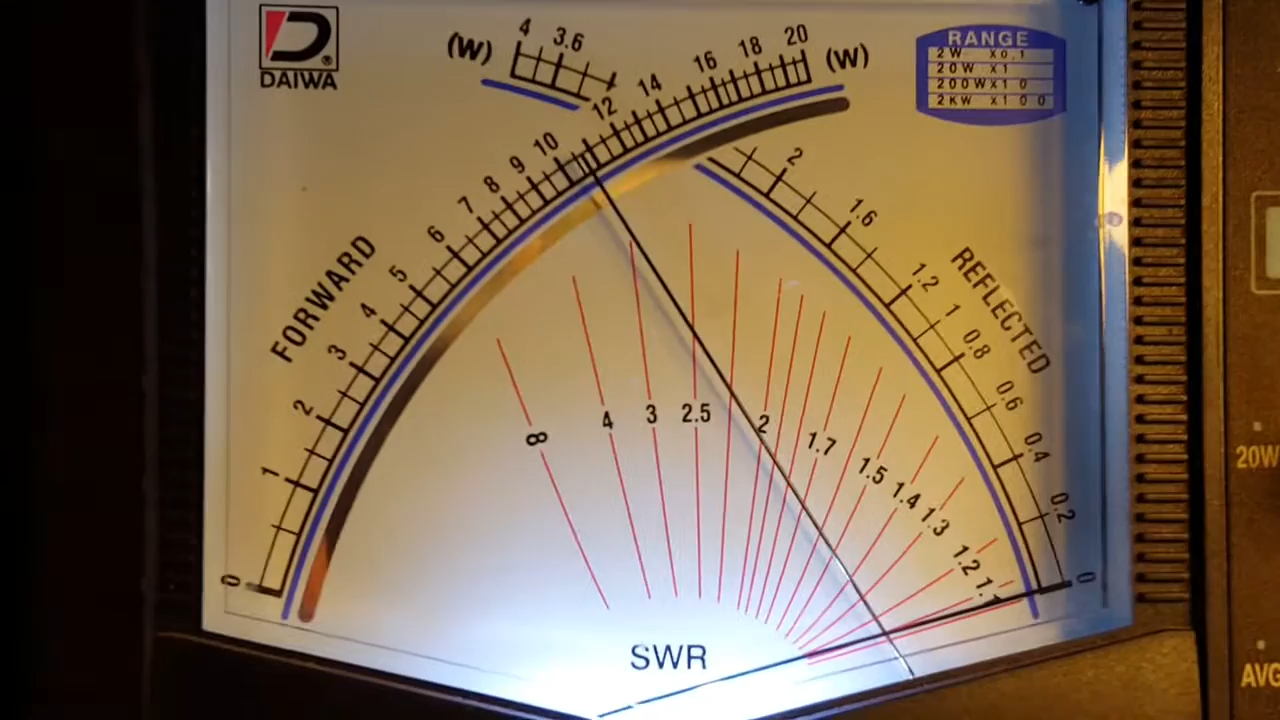 DAIWA
®
(W)
4 3.6
12 14 16 18 20
(W)
RANGE
2W X0,1
20W X1
200W X10
2KW X100
FORWARD
0 1 2 3 4 5 6 7 8 9 10
REFLECTED
2 1.6 1.2 1 0.8 0.6 0.4 0.2 0
∞ 4 3 2.5 2 1.7 1.5 1.4 1.3 1.2 1.1
SWR
20W
AVG